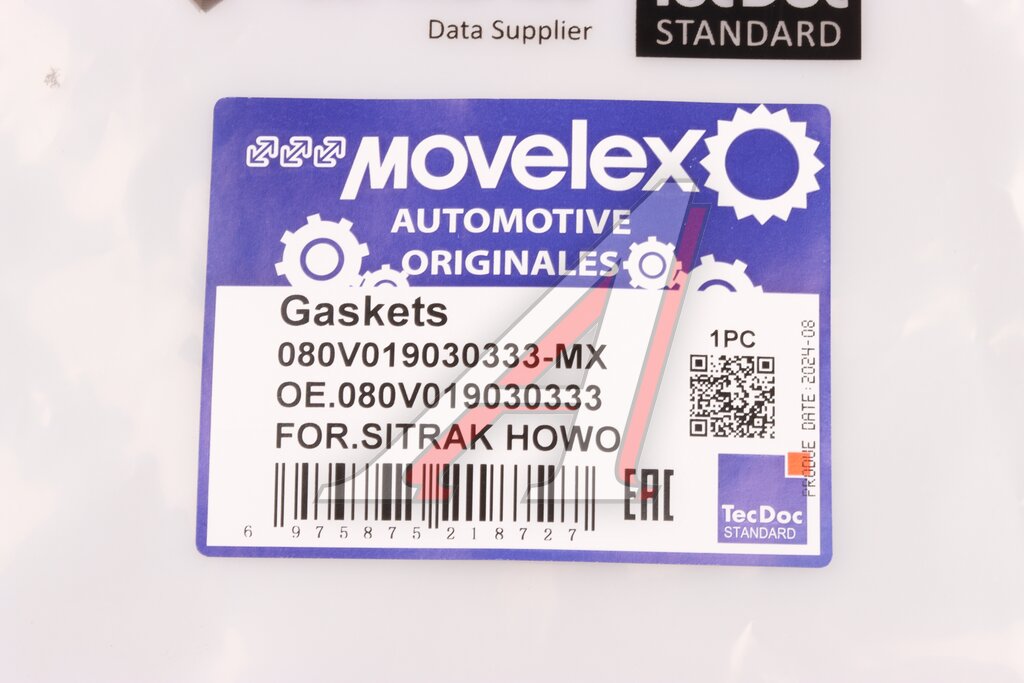 Data Supplier
TecDoc
STANDARD
MOVELEX
AUTOMOTIVE
ORIGINALES
Gaskets
080V019030333-MX
OE.080V019030333
FOR.SITRAK HOWO
1PC
PRODUE DATE:2024-08
EAC
6 975875 218727
TecDoc
STANDARD